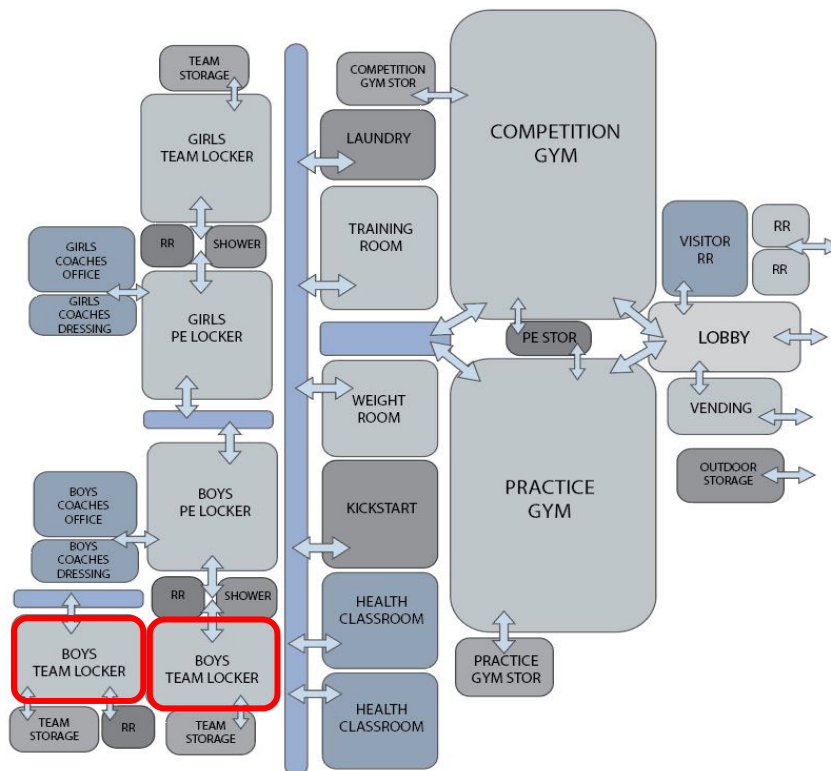 TEAM
STORAGE
GIRLS
TEAM LOCKER
RR
SHOWER
GIRLS
COACHES
OFFICE
GIRLS
COACHES
DRESSING
GIRLS
PE LOCKER
BOYS
PE LOCKER
BOYS
COACHES
OFFICE
BOYS
COACHES
DRESSING
RR
SHOWER
BOYS
TEAM LOCKER
BOYS
TEAM LOCKER
TEAM
STORAGE
RR
TEAM
STORAGE
COMPETITION
GYM STOR
LAUNDRY
TRAINING
ROOM
WEIGHT
ROOM
KICKSTART
HEALTH
CLASSROOM
HEALTH
CLASSROOM
COMPETITION
GYM
PE STOR
PRACTICE
GYM
PRACTICE
GYM STOR
VISITOR
RR
RR
RR
LOBBY
VENDING
OUTDOOR
STORAGE